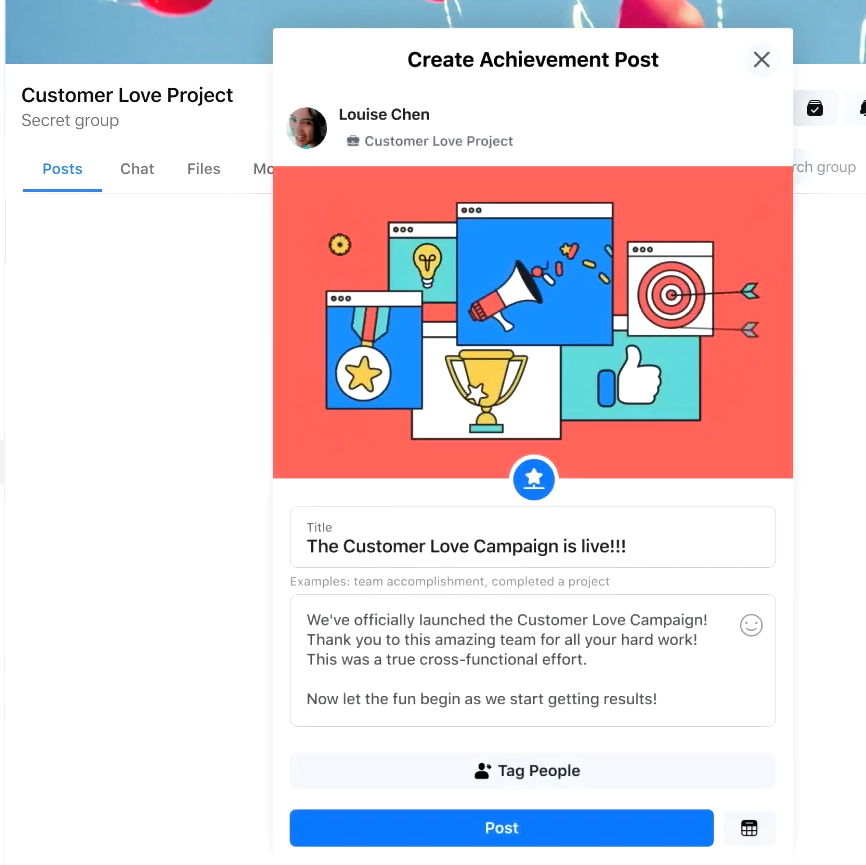 Create Achievement Post
Customer Love Project
Secret group
Louise Chen
Customer Love Project
Posts
Chat
Files
group
Title
The Customer Love Campaign is live!!!
Examples: team accomplishment, completed a project
We've officially launched the Customer Love Campaign!
Thank you to this amazing team for all your hard work!
This was a true cross-functional effort.
Now let the fun begin as we start getting results!
Tag People
Post